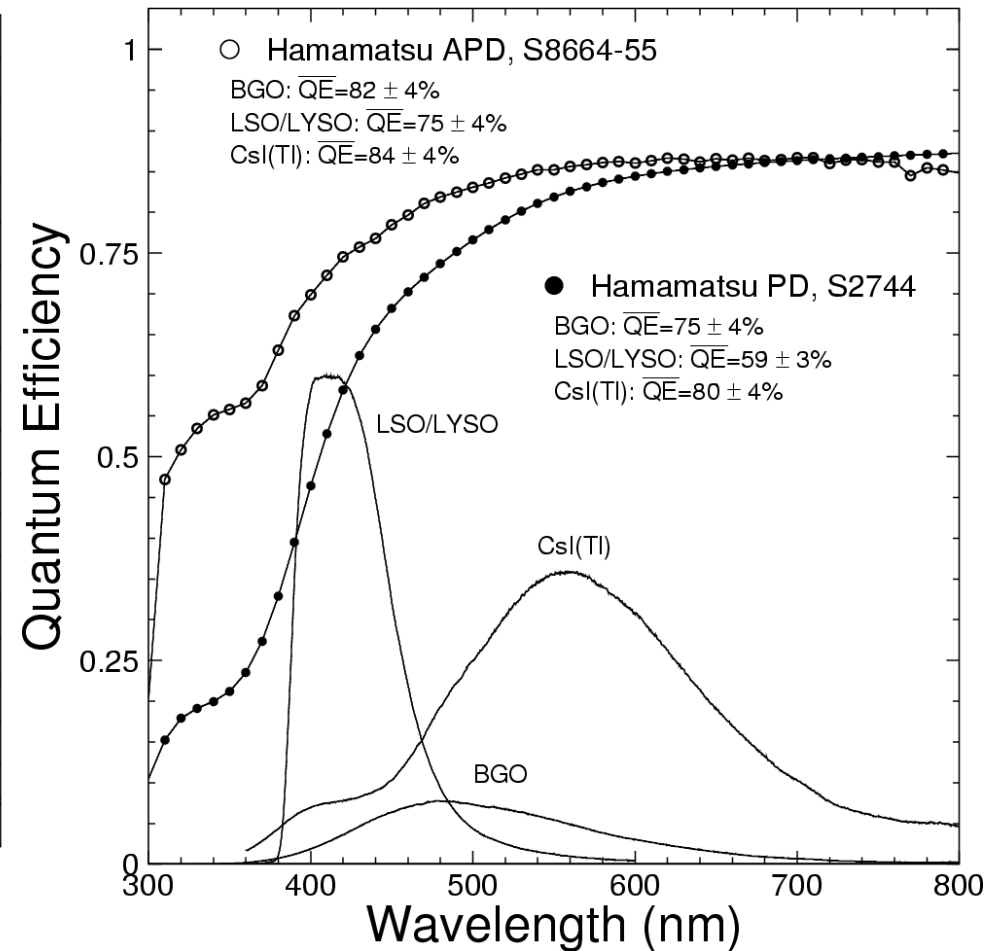 1
Hamamatsu APD, S8664-55
BGO: QE=82 ± 4%
LSO/LYSO: QE=75 ± 4%
CsI(Tl): QE=84 ± 4%
0.75
Hamamatsu PD, S2744
BGO: QE=75 ± 4%
LSO/LYSO: QE=59 ± 3%
CsI(Tl): QE=80 ± 4%
LSO/LYSO
0.5
CsI(Tl)
0.25
BGO
0
Quantum Efficiency
300 400 500 600 700 800
Wavelength (nm)